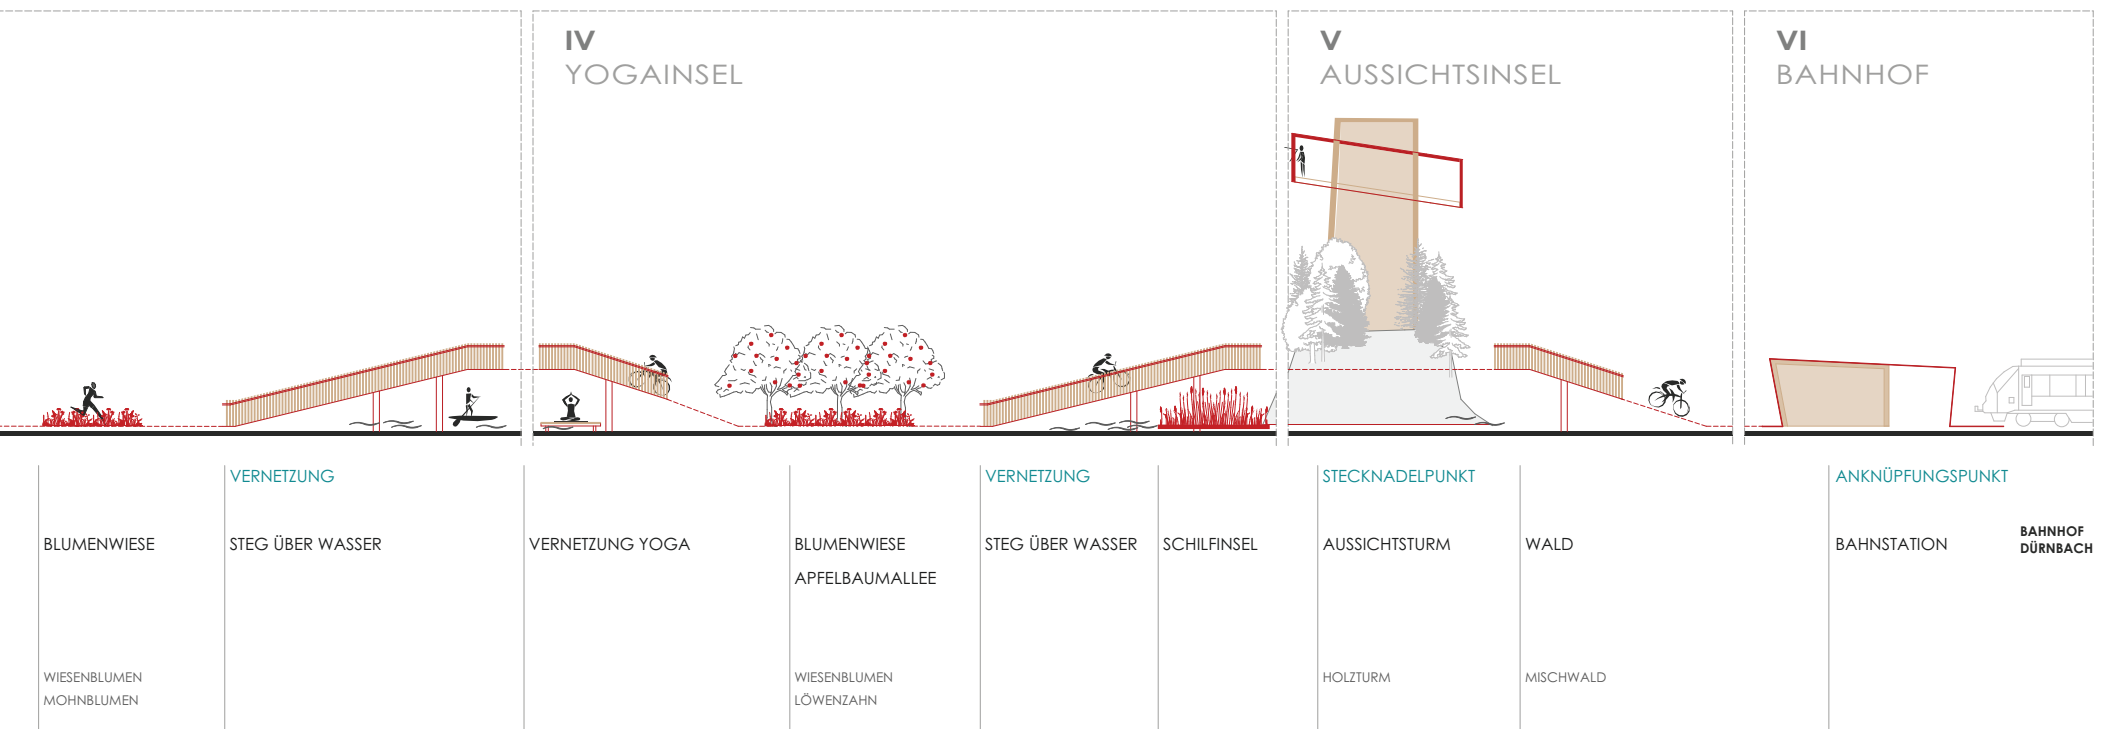 IV
YOGAINSEL
V
AUSSICHTSINSEL
VI
BAHNHOF
BLUMENWIESE
WIESENBLUMEN
MOHNBLUMEN
VERNETZUNG
STEG ÜBER WASSER
VERNETZUNG YOGA
BLUMENWIESE
APFELBAUMALLEE
WIESENBLUMEN
LÖWENZAHN
VERNETZUNG
STEG ÜBER WASSER
SCHILFINSEL
STECKNADELPUNKT
AUSSICHTSTURM
HOLZTURM
WALD
MISCHWALD
ANKNÜPFUNGSPUNKT
BAHNSTATION
BAHNHOF
DÜRNBACH